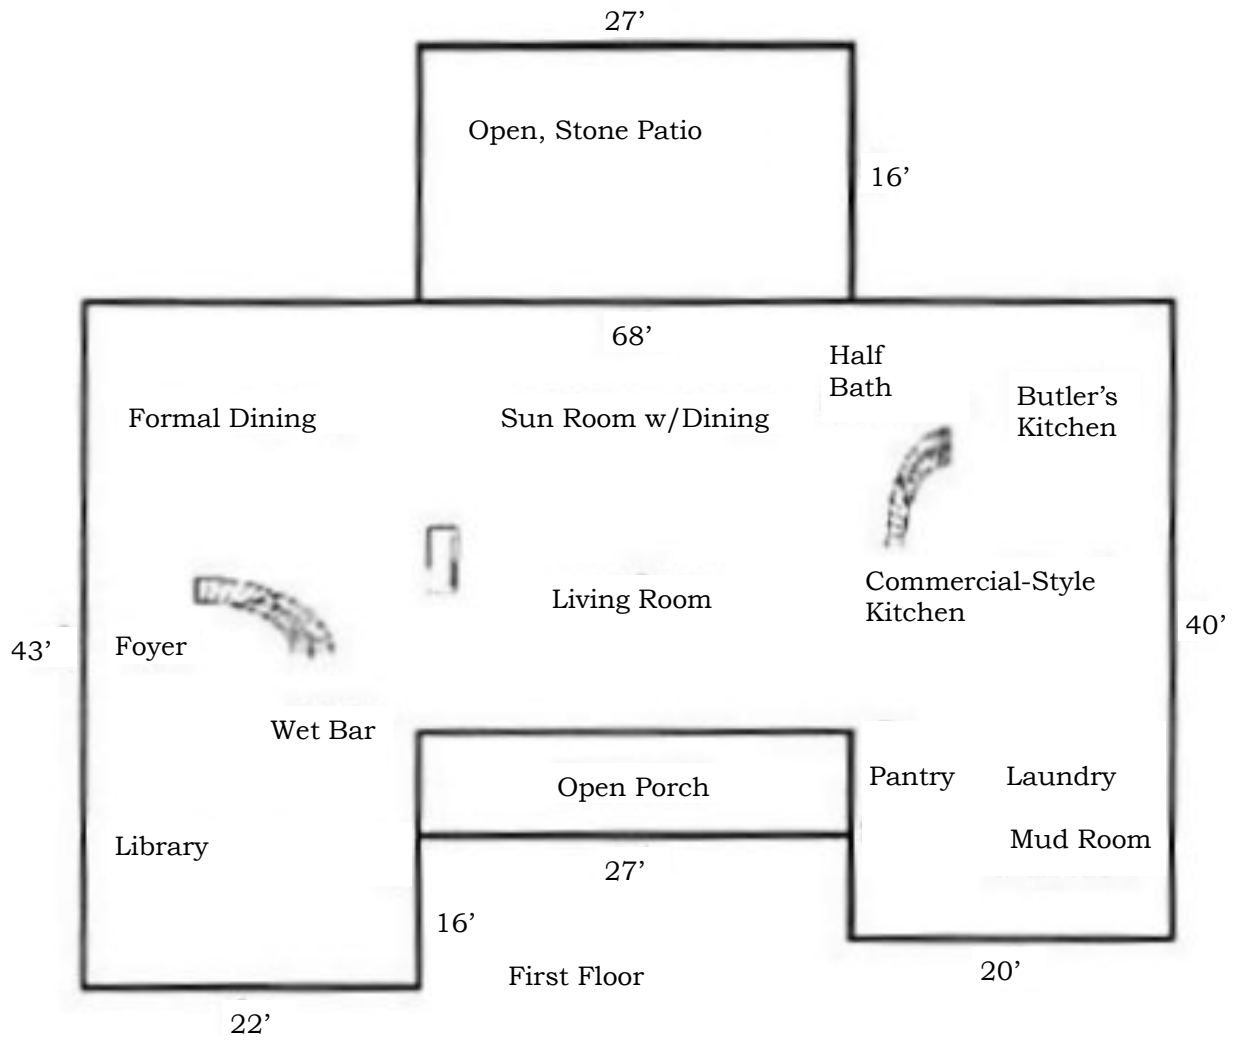 27’
Open, Stone Patio
16’
68’
Half
Bath
Butler’s
Kitchen
Formal Dining
Sun Room w/Dining
Commercial-Style
Kitchen
Living Room
43’
Foyer
40’
Wet Bar
Open Porch
Pantry
Laundry
Library
Mud Room
27’
16’
First Floor
20’
22’